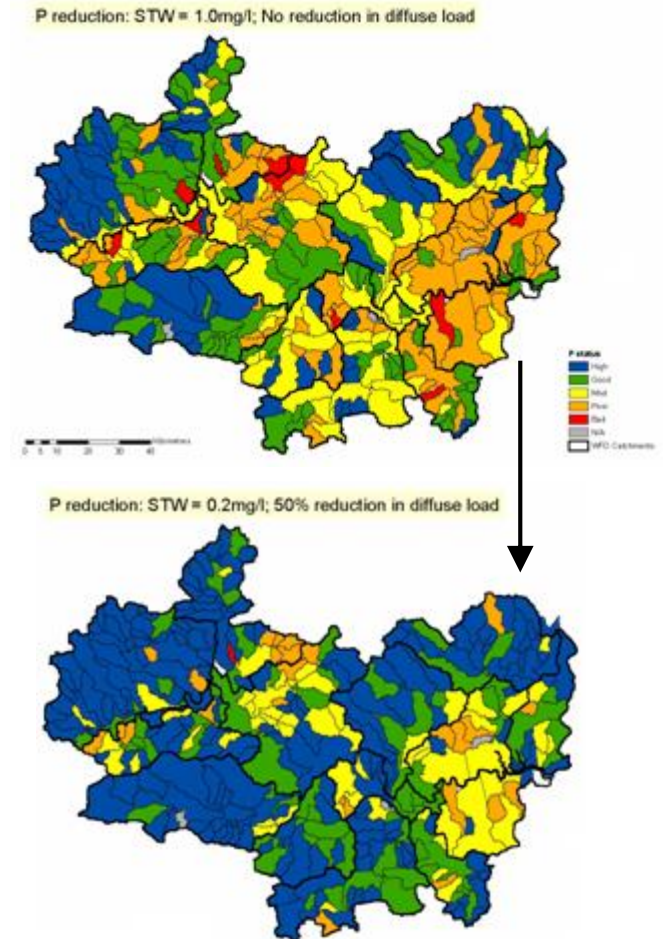 P reduction: STW = 1.0mg/l; No reduction in diffuse load
P status
High
Good
Mod
Poor
Bad
N/A
WFD Catchments
0 5 10 20 30 40
P reduction: STW = 0.2mg/l; 50% reduction in diffuse load